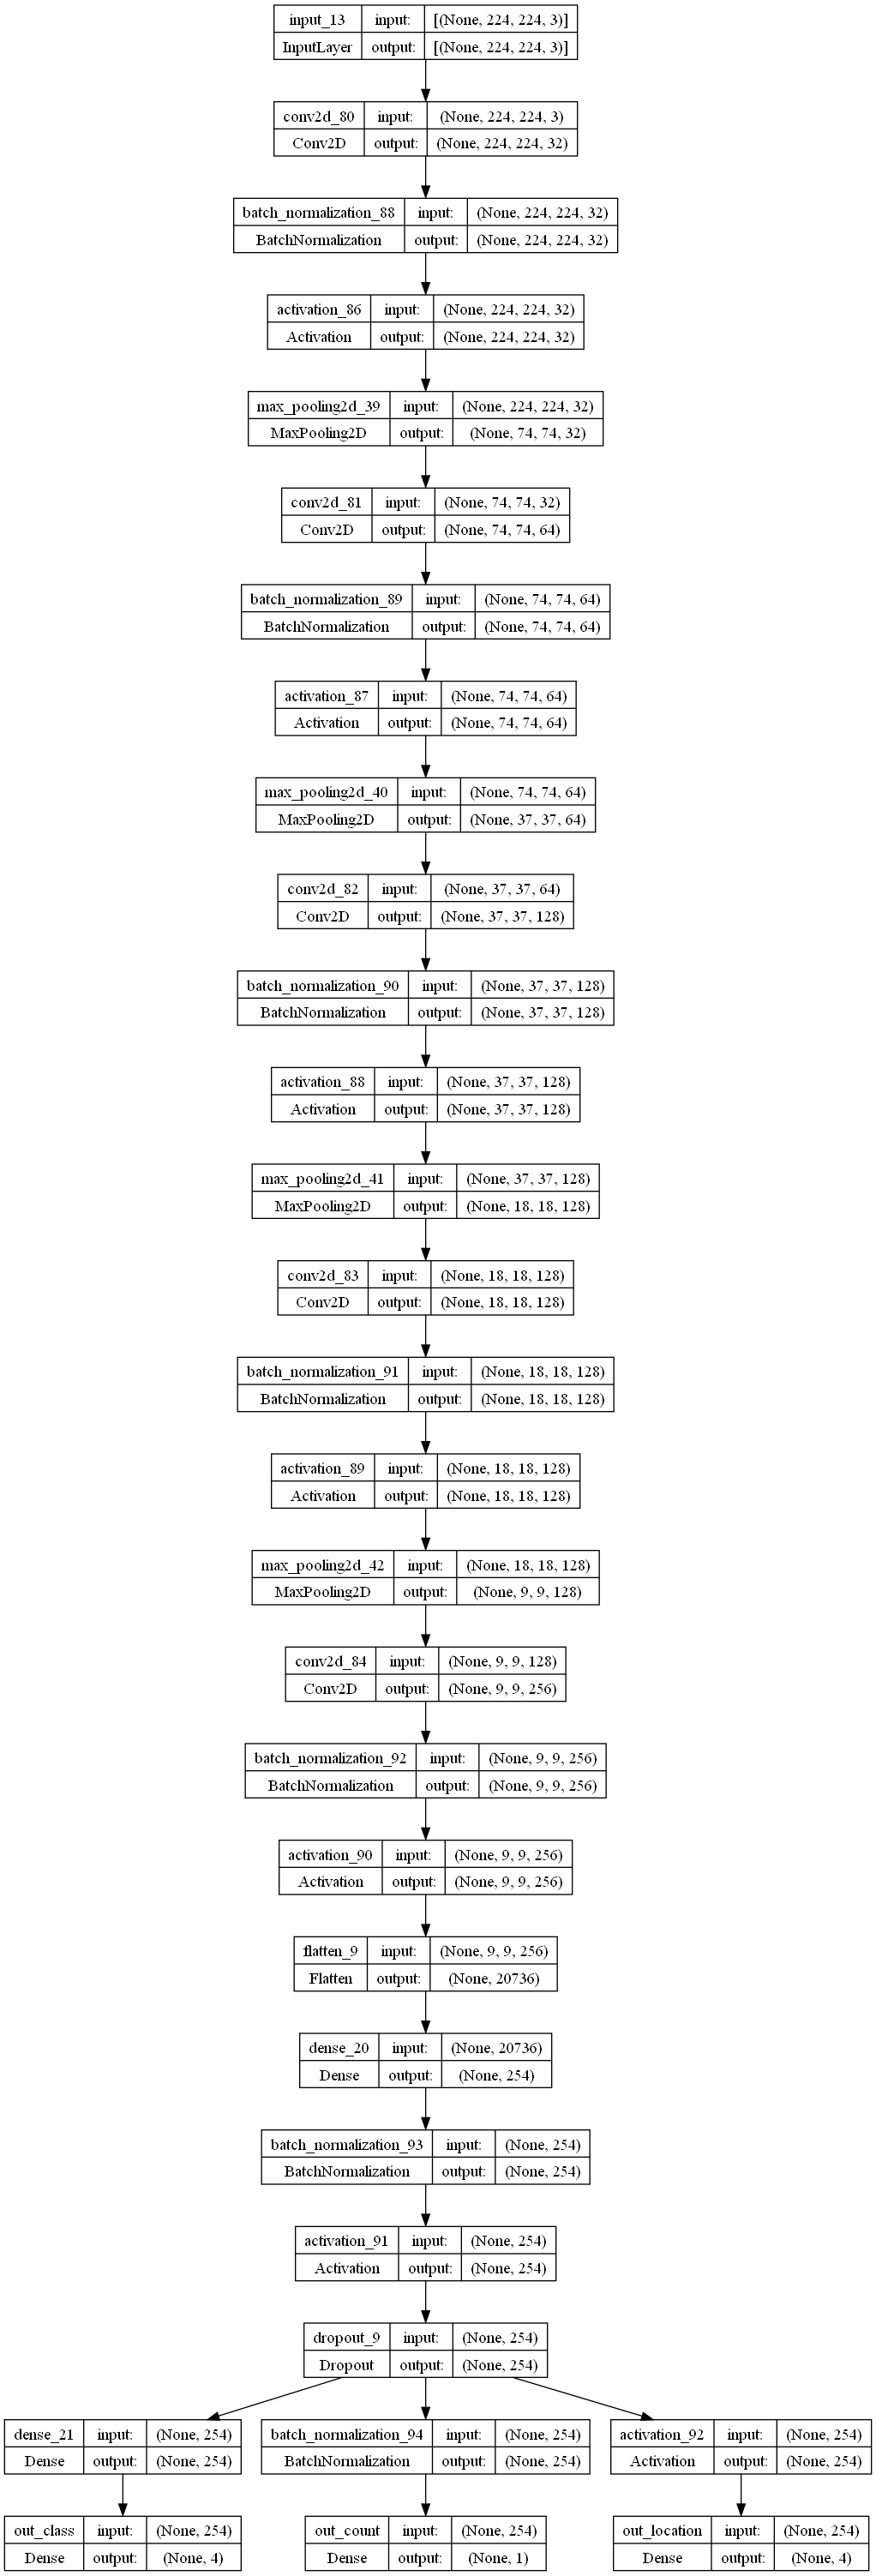 input_13 input: [(None, 224, 224, 3)]
InputLayer output: [(None, 224, 224, 3)]
conv2d_80 input: (None, 224, 224, 3)
Conv2D output: (None, 224, 224, 32)
batch_normalization_88 input: (None, 224, 224, 32)
BatchNormalization output: (None, 224, 224, 32)
activation_86 input: (None, 224, 224, 32)
Activation output: (None, 224, 224, 32)
max_pooling2d_39 input: (None, 224, 224, 32)
MaxPooling2D output: (None, 74, 74, 32)
conv2d_81 input: (None, 74, 74, 32)
Conv2D output: (None, 74, 74, 64)
batch_normalization_89 input: (None, 74, 74, 64)
BatchNormalization output: (None, 74, 74, 64)
activation_87 input: (None, 74, 74, 64)
Activation output: (None, 74, 74, 64)
max_pooling2d_40 input: (None, 74, 74, 64)
MaxPooling2D output: (None, 37, 37, 64)
conv2d_82 input: (None, 37, 37, 64)
Conv2D output: (None, 37, 37, 128)
batch_normalization_90 input: (None, 37, 37, 128)
BatchNormalization output: (None, 37, 37, 128)
activation_88 input: (None, 37, 37, 128)
Activation output: (None, 37, 37, 128)
max_pooling2d_41 input: (None, 37, 37, 128)
MaxPooling2D output: (None, 18, 18, 128)
conv2d_83 input: (None, 18, 18, 128)
Conv2D output: (None, 18, 18, 128)
batch_normalization_91 input: (None, 18, 18, 128)
BatchNormalization output: (None, 18, 18, 128)
activation_89 input: (None, 18, 18, 128)
Activation output: (None, 18, 18, 128)
max_pooling2d_42 input: (None, 18, 18, 128)
MaxPooling2D output: (None, 9, 9, 128)
conv2d_84 input: (None, 9, 9, 128)
Conv2D output: (None, 9, 9, 256)
batch_normalization_92 input: (None, 9, 9, 256)
BatchNormalization output: (None, 9, 9, 256)
activation_90 input: (None, 9, 9, 256)
Activation output: (None, 9, 9, 256)
flatten_9 input: (None, 9, 9, 256)
Flatten output: (None, 20736)
dense_20 input: (None, 20736)
Dense output: (None, 254)
batch_normalization_93 input: (None, 254)
BatchNormalization output: (None, 254)
activation_91 input: (None, 254)
Activation output: (None, 254)
dropout_9 input: (None, 254)
Dropout output: (None, 254)
dense_21 input: (None, 254)
Dense output: (None, 254)
batch_normalization_94 input: (None, 254)
BatchNormalization output: (None, 254)
activation_92 input: (None, 254)
Activation output: (None, 254)
out_class input: (None, 254)
Dense output: (None, 4)
out_count input: (None, 254)
Dense output: (None, 1)
out_location input: (None, 254)
Dense output: (None, 4)